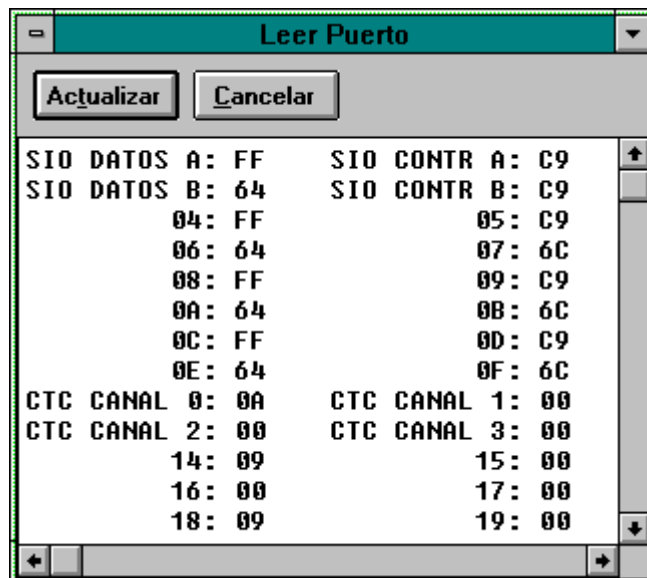 Leer Puerto
Actualizar Cancelar
SIO DATOS A: FF SIO CONTR A: C9
SIO DATOS B: 64 SIO CONTR B: C9
04: FF 05: C9
06: 64 07: 6C
08: FF 09: C9
0A: 64 0B: 6C
0C: FF 0D: C9
0E: 64 0F: 6C
CTC CANAL 0: 0A CTC CANAL 1: 00
CTC CANAL 2: 00 CTC CANAL 3: 00
14: 09 15: 00
16: 00 17: 00
18: 09 19: 00